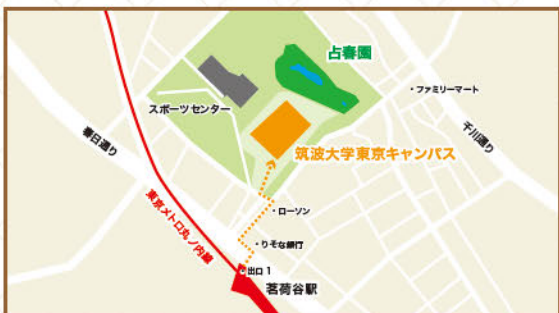 占春園
・ファミリーマート
スポーツセンター
千川通り
春日通り
筑波大学東京キャンパス
東京メトロ丸ノ内線
・ローソン
・りそな銀行
出口 1
茗荷谷駅